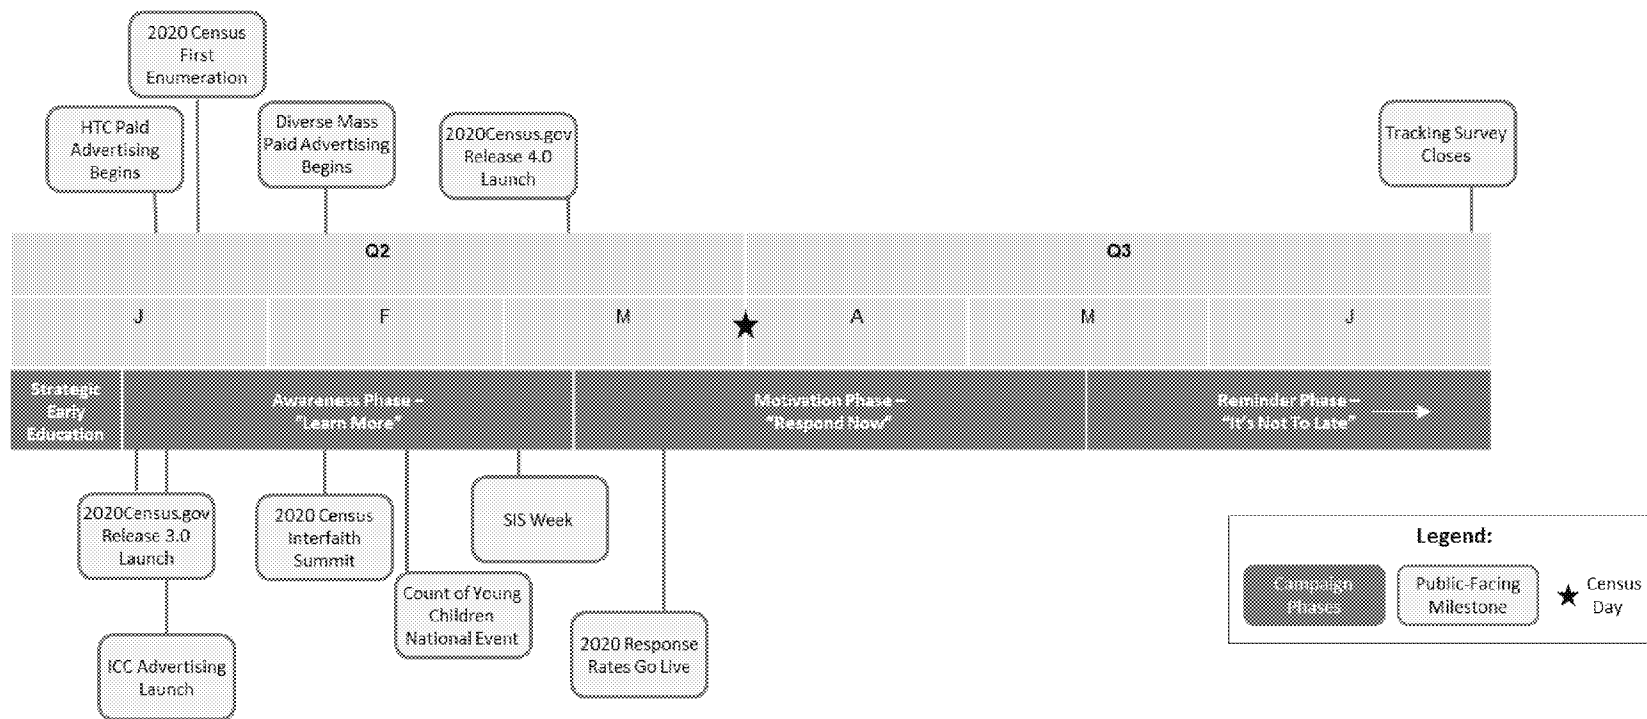 2020 Census
First
Enumeration
HTC Paid
Advertising
Begins
Diverse Mass
Paid Advertising
Begins
2020Census.gov
Release 4.0
Launch
Tracking Survey
Closes
Q2
Q3
J
F
M
A
M
J
Strategic
Early
Education
Awareness Phase –
"Learn More"
Motivation Phase –
"Respond Now"
Reminder Phase –
"It's Not To Late"
2020Census.gov
Release 3.0
Launch
2020 Census
Interfaith
Summit
SIS Week
Count of Young
Children
National Event
2020 Response
Rates Go Live
ICC Advertising
Launch
Legend:
Campaign
Phases
Public-Facing
Milestone
Census
Day